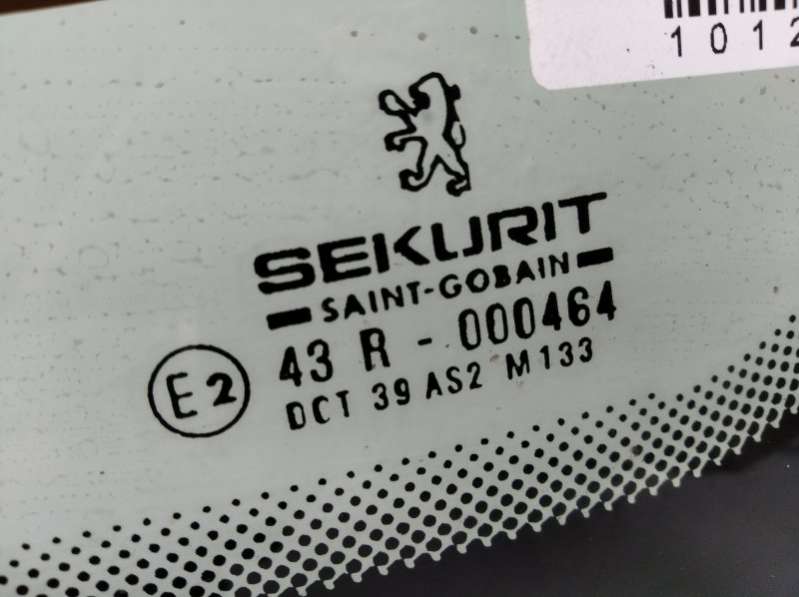 1012
SEKURIT
SAINT-GOBAIN
E2
43 R - 000464
DCT 39 AS2 M133